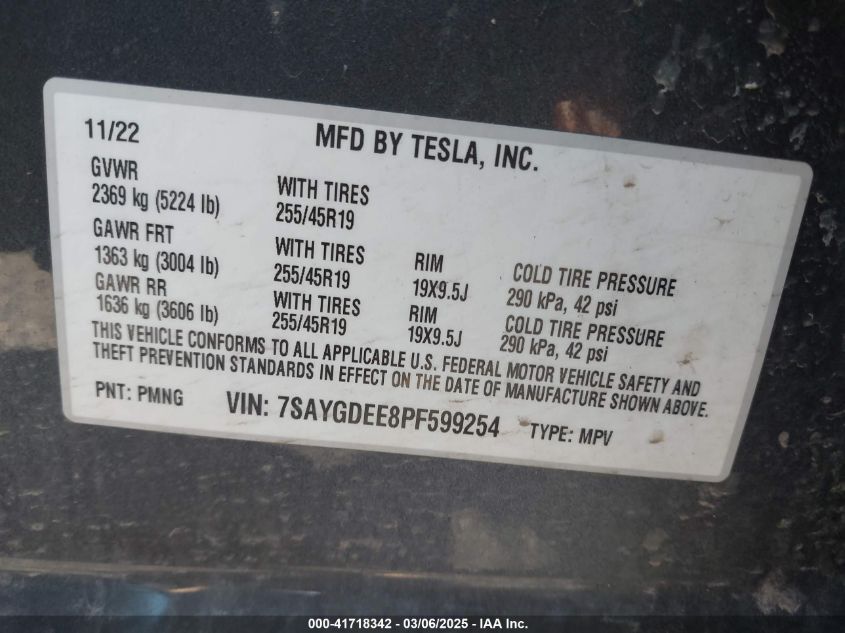 11/22 MFD BY TESLA, INC.
GVWR
2369 kg (5224 lb) WITH TIRES 255/45R19
GAWR FRT
1363 kg (3004 lb) WITH TIRES 255/45R19 RIM 19X9.5J COLD TIRE PRESSURE 290 kPa, 42 psi
GAWR RR
1636 kg (3606 lb) WITH TIRES 255/45R19 RIM 19X9.5J COLD TIRE PRESSURE 290 kPa, 42 psi
THIS VEHICLE CONFORMS TO ALL APPLICABLE U.S. FEDERAL MOTOR VEHICLE SAFETY AND
THEFT PREVENTION STANDARDS IN EFFECT ON THE DATE OF MANUFACTURE SHOWN ABOVE.
PNT: PMNG VIN: 7SAYGDEE8PF599254 TYPE: MPV
000-41718342 - 03/06/2025 - IAA Inc.